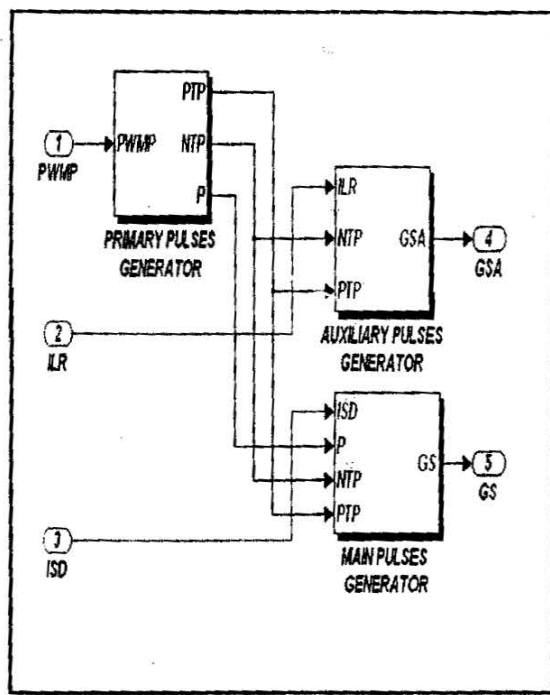 PTP
1
PWMP
NTP
PWMP
P
PRIMARY PULSES
GENERATOR
ILR
NTP
GSA
4
GSA
PTP
2
ILR
AUXILIARY PULSES
GENERATOR
ISD
P
GS
5
GS
NTP
PTP
3
ISD
MAIN PULSES
GENERATOR